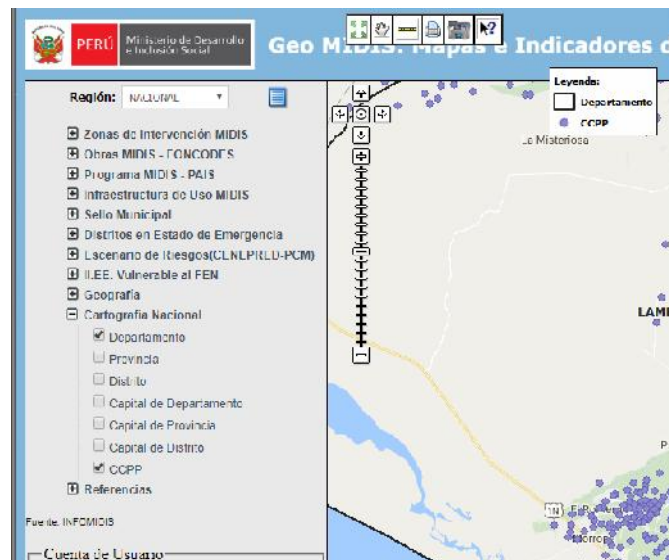 PERÚ
Ministerio de Desarrollo
e Inclusión Social
Geo MIDIS: Mapas e Indicadores d
Región: NACIONAL
Leyenda:
Departamento
CCPP
Zonas de Intervención MIDIS
Obras MIDIS - FONCODES
Programa MIDIS - PAIS
Infraestructura de Uso MIDIS
Sello Municipal
Distritos en Estado de Emergencia
Escenario de Riesgos(CENEPRED-PCM)
II.EE. Vulnerable al FEN
Geografía
Cartografía Nacional
Departamento
Provincia
Distrito
Capital de Departamento
Capital de Provincia
Capital de Distrito
CCPP
Referencias
Fuente: INFOMIDIS
Cuenta de Usuario
La Misteriosa
LAM
P
1N